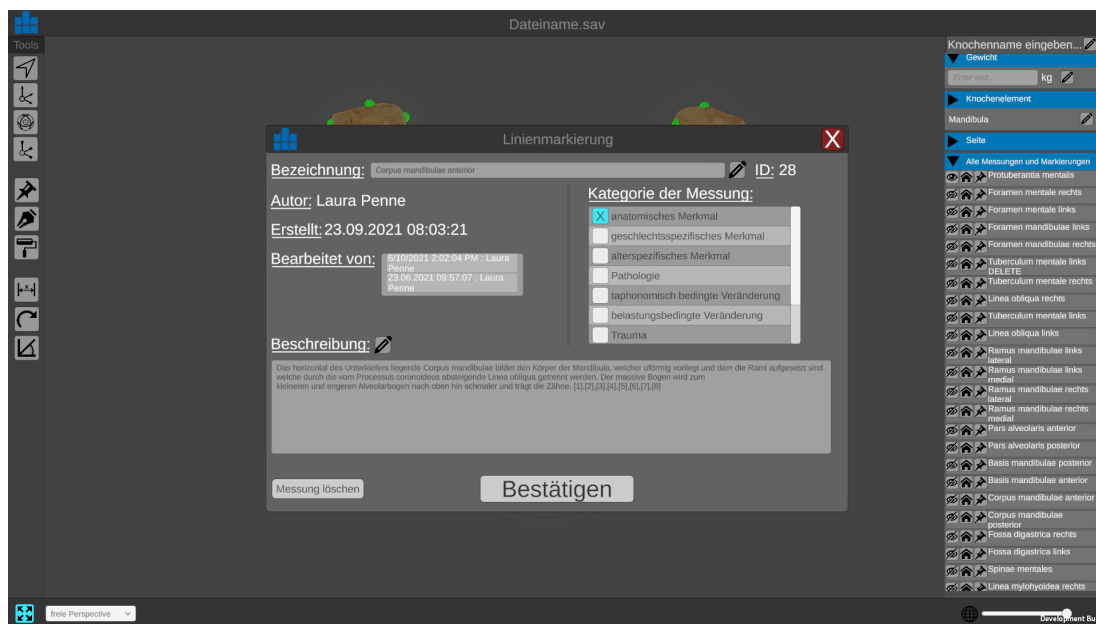 Dateiname.sav
Tools
Linienmarkierung
X
Bezeichnung:
Corpus mandibulae anterior
ID: 28
Autor: Laura Penne
Erstellt: 23.09.2021 08:03:21
Bearbeitet von:
6/10/2021 2:02:04 PM : Laura
Penne
23.06.2021 09:57:07 : Laura
Penne
Kategorie der Messung:
X anatomisches Merkmal
geschlechtsspezifisches Merkmal
alterspezifisches Merkmal
Pathologie
taphonomisch bedingte Veränderung
belastungsbedingte Veränderung
Trauma
Beschreibung:
Das horizontal des Unterkiefers liegende Corpus mandibulae bildet den Körper der Mandibula, welcher uförmig vorliegt und dem die Rami aufgesetzt sind.
welche durch die vom Processus coronoideus absteigende Linea obliqua getrennt werden. Der massive Bogen wird zum
kleineren und engeren Alveolarbogen nach oben hin schmaler und trägt die Zähne. [1],[2],[3],[4],[5],[6],[7],[8]
Messung löschen
Bestätigen
Knochenname eingeben...
Gewicht
Enter text...
kg
Knochenelement
Mandibula
Seite
Alle Messungen und Markierungen
Protuberantia mentalis
Foramen mentale rechts
Foramen mentale links
Foramen mandibulae links
Foramen mandibulae rechts
Tuberculum mentale links
DELETE
Tuberculum mentale rechts
Linea obliqua rechts
Tuberculum mentale links
Linea obliqua links
Ramus mandibulae links
lateral
Ramus mandibulae links
medial
Ramus mandibulae rechts
lateral
Ramus mandibulae rechts
medial
Pars alveolaris anterior
Pars alveolaris posterior
Basis mandibulae posterior
Basis mandibulae anterior
Corpus mandibulae anterior
Corpus mandibulae
posterior
Fossa digastrica rechts
Fossa digastrica links
Spinae mentales
Linea mylohyoidea rechts
freie Perspective
Development Bu